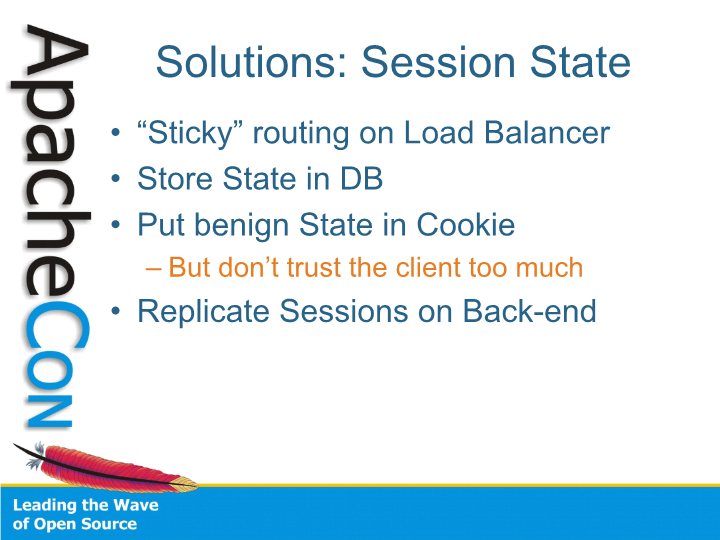 ApacheCon
Solutions: Session State
• “Sticky” routing on Load Balancer
• Store State in DB
• Put benign State in Cookie
– But don’t trust the client too much
• Replicate Sessions on Back-end
Leading the Wave
of Open Source